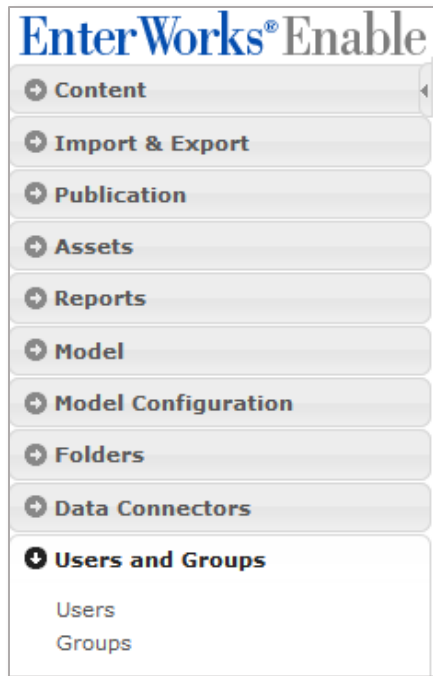 EnterWorks®Enable
Content
Import & Export
Publication
Assets
Reports
Model
Model Configuration
Folders
Data Connectors
Users and Groups
Users
Groups